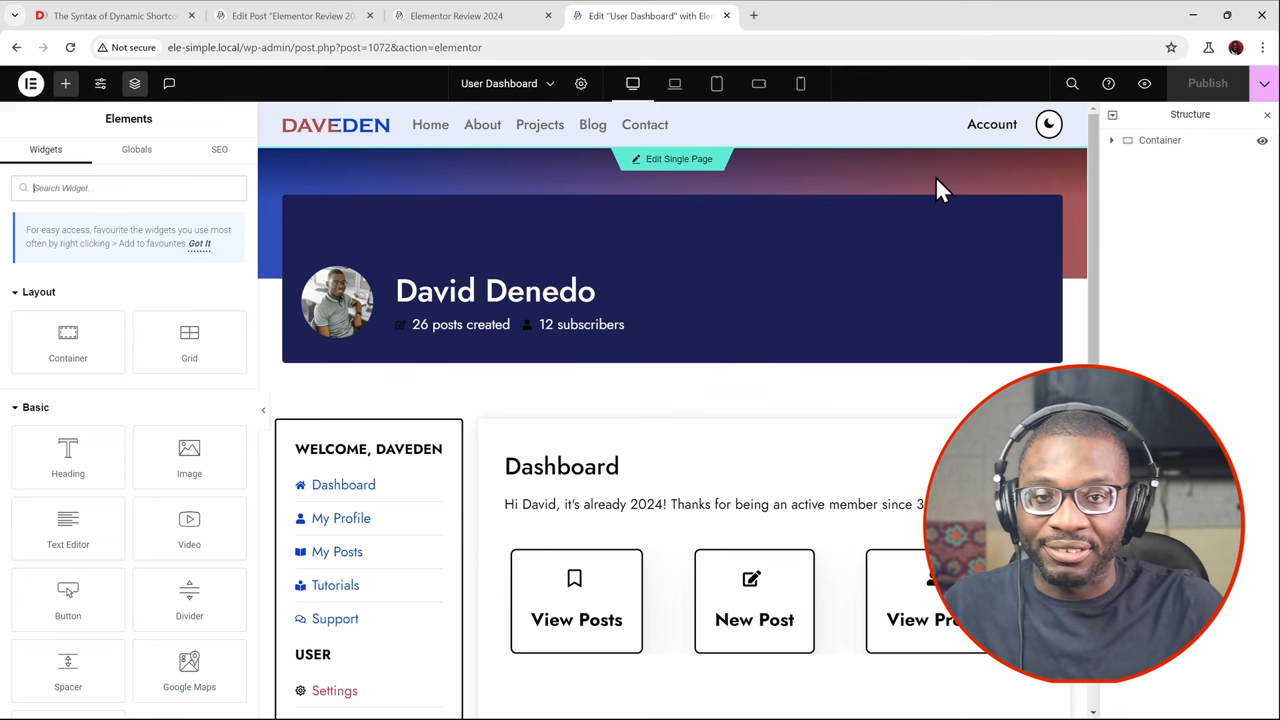 The Syntax of Dynamic Shortco
Edit Post "Elementor Review 202
Elementor Review 2024
Edit "User Dashboard" with Ele
Not secure
ele-simple.local/wp-admin/post.php?post=1072&action=elementor
User Dashboard
Publish
Elements
Widgets
Globals
SEO
Search Widget...
For easy access, favourite the widgets you use most
often by right clicking > Add to favourites. Got It
Layout
Container
Grid
Basic
Heading
Image
Text Editor
Video
Button
Divider
Spacer
Google Maps
DAVEDEN
Home
About
Projects
Blog
Contact
Account
Edit Single Page
David Denedo
26 posts created
12 subscribers
WELCOME, DAVEDEN
Dashboard
My Profile
My Posts
Tutorials
Support
USER
Settings
Dashboard
Hi David, it's already 2024! Thanks for being an active member since 3
View Posts
New Post
View Pr
Structure
Container